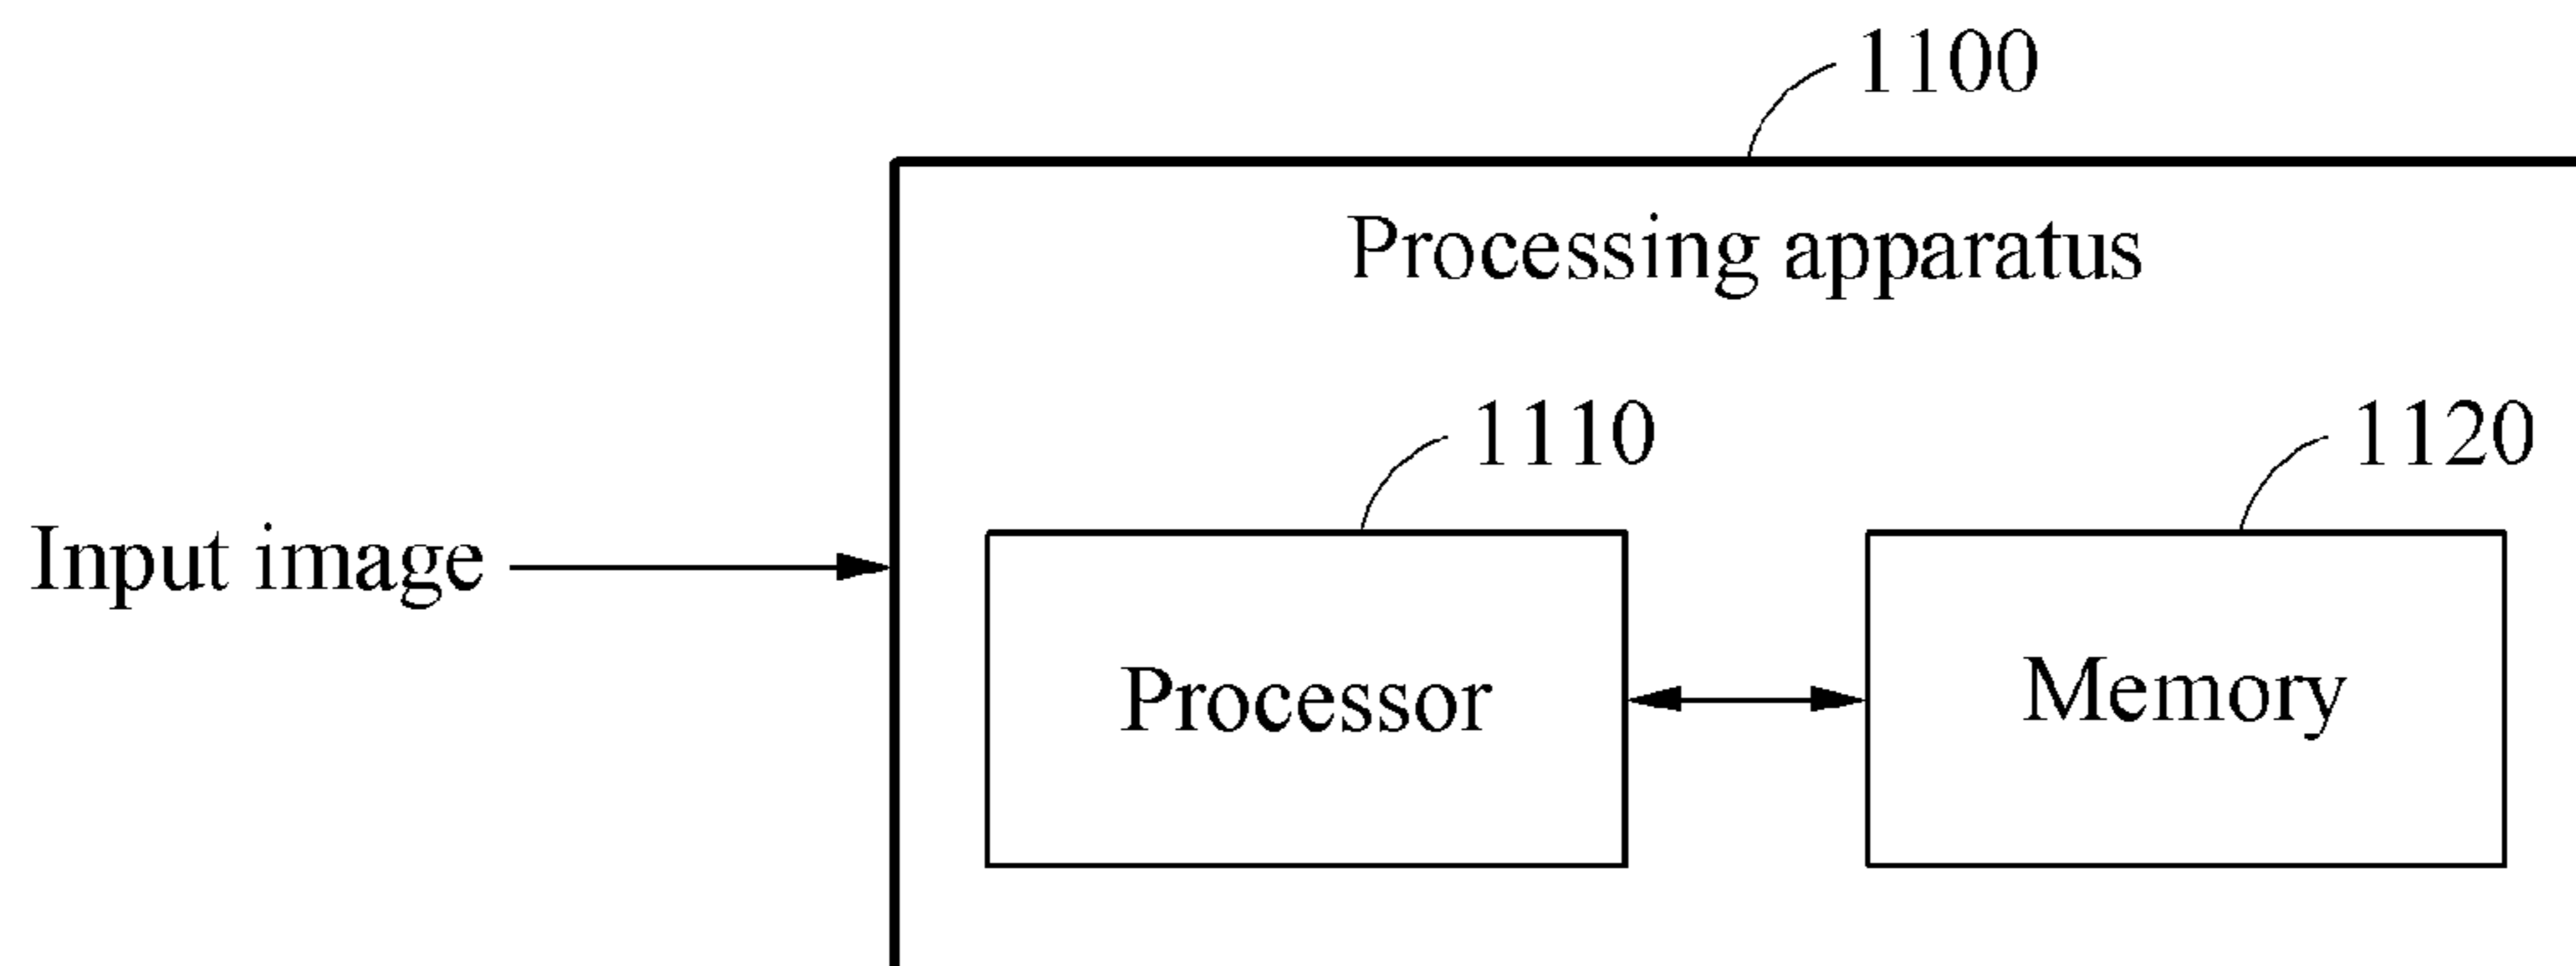 1100
Processing apparatus
1110
1120
Input image
Processor
Memory